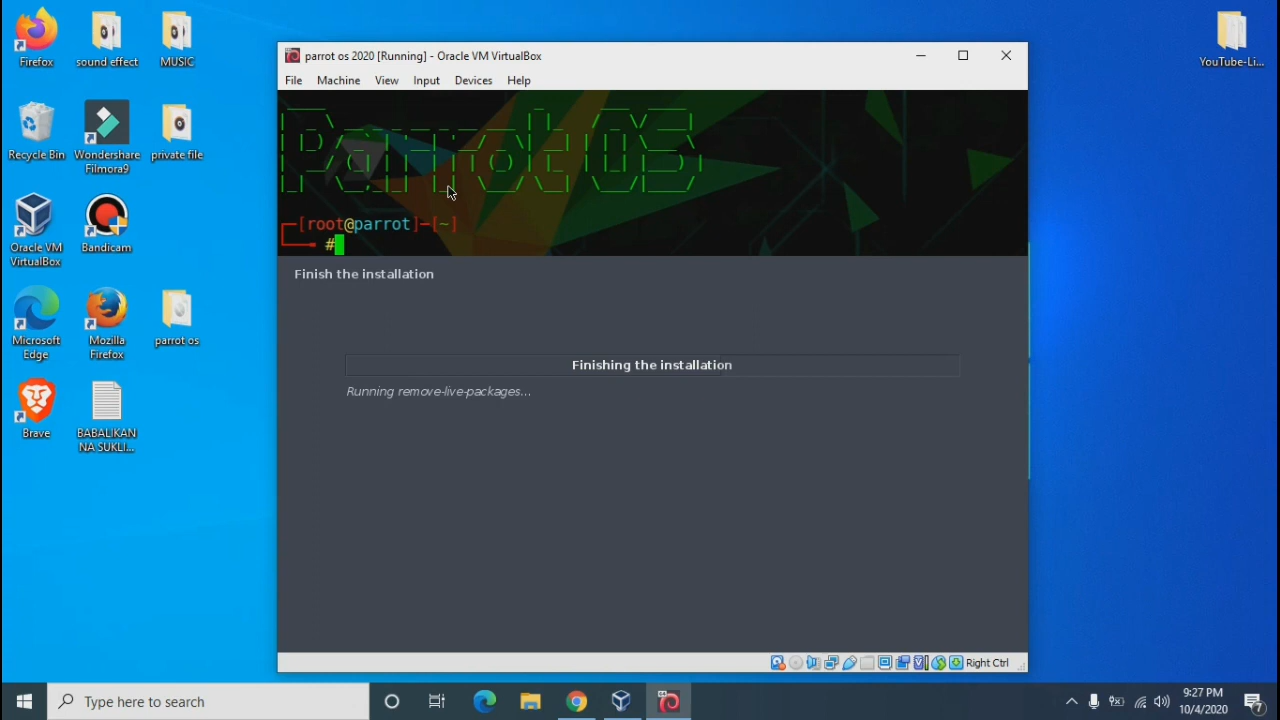 Firefox
sound effect
MUSIC
YouTube-Li...
Recycle Bin
Wondershare
Filmora9
private file
Oracle VM
VirtualBox
Bandicam
Microsoft
Edge
Mozilla
Firefox
parrot os
Brave
BABALIKAN
NA SUKLI...
parrot os 2020 [Running] - Oracle VM VirtualBox
File Machine View Input Devices Help
Parrot OS
┌─[root@parrot]─[~]
└──╼ #
Finish the installation
Finishing the installation
Running remove-live-packages...
Right Ctrl
Type here to search
9:27 PM
10/4/2020
7